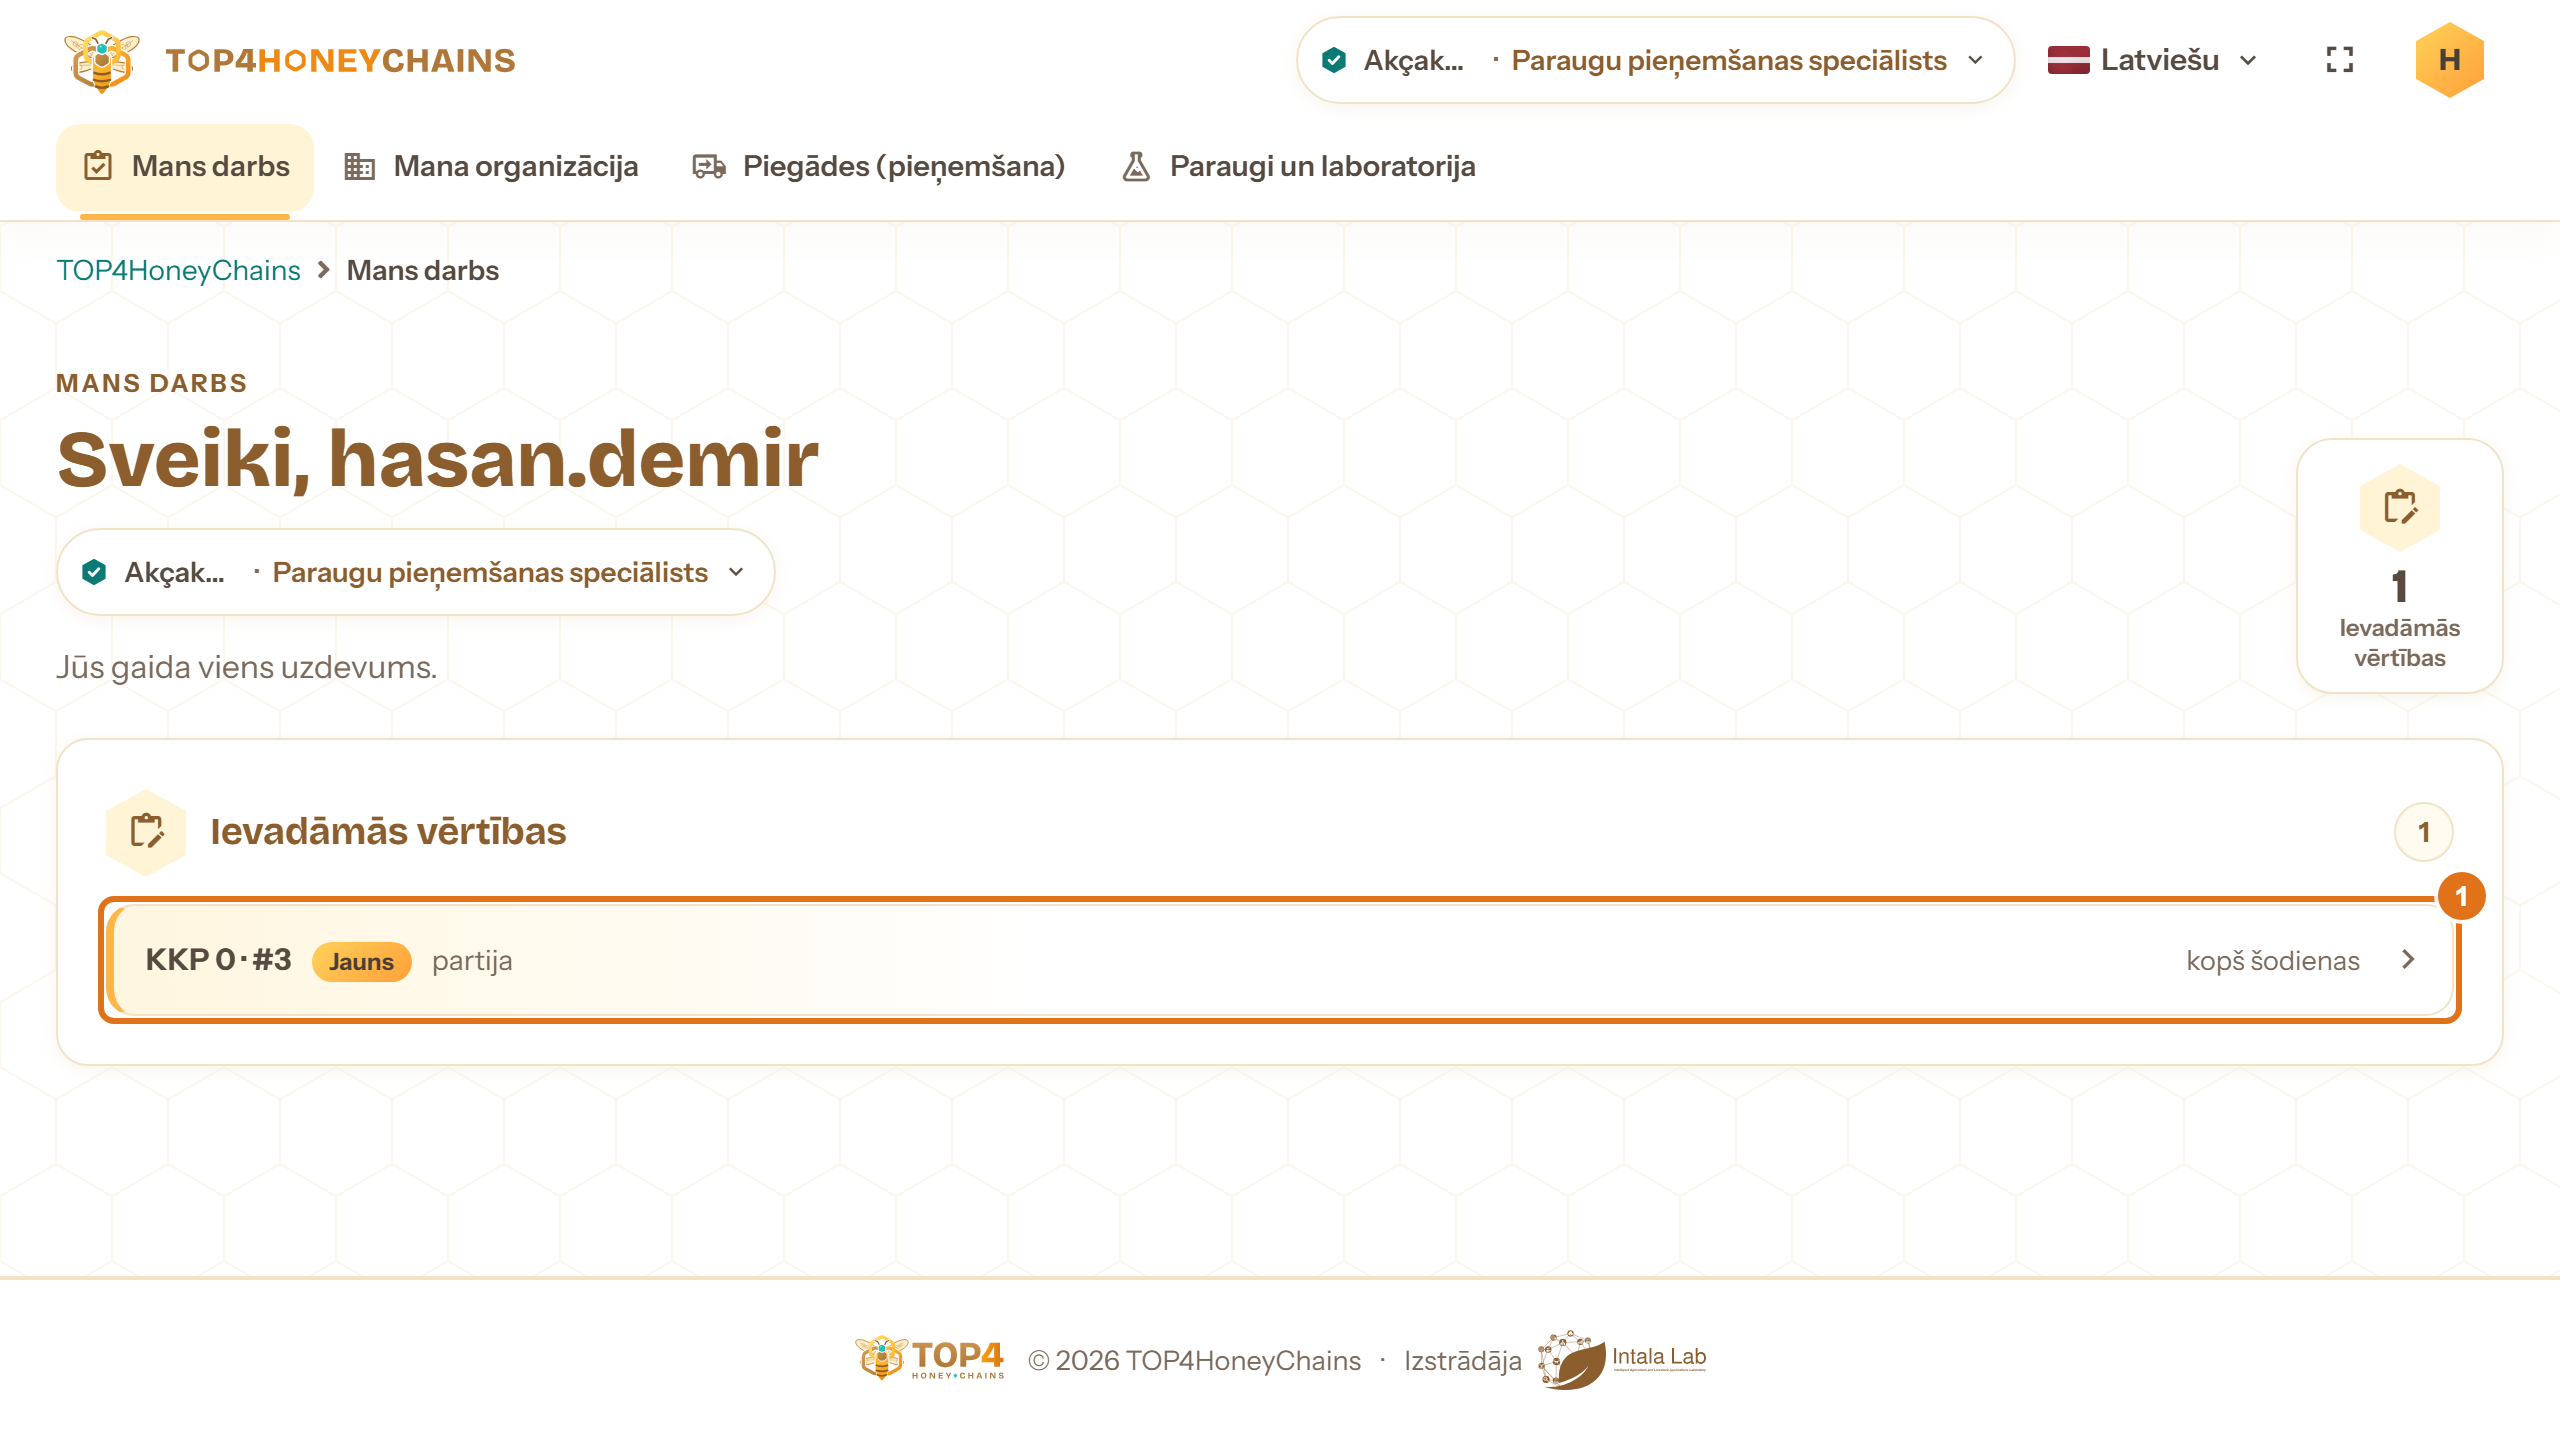 TOP4HONEYCHAINS
Akçak... · Paraugu pieņemšanas speciālists
Latviešu
H
Mans darbs
Mana organizācija
Piegādes (pieņemšana)
Paraugi un laboratorija
TOP4HoneyChains > Mans darbs
MANS DARBS
Sveiki, hasan.demir
Akçak... · Paraugu pieņemšanas speciālists
Jūs gaida viens uzdevums.
1
Ievadāmās
vērtības
Ievadāmās vērtības
1
1
KKP 0 · #3 Jauns partija
kopš šodienas
TOP4
HONEY CHAINS
© 2026 TOP4HoneyChains · Izstrādāja
Intala Lab